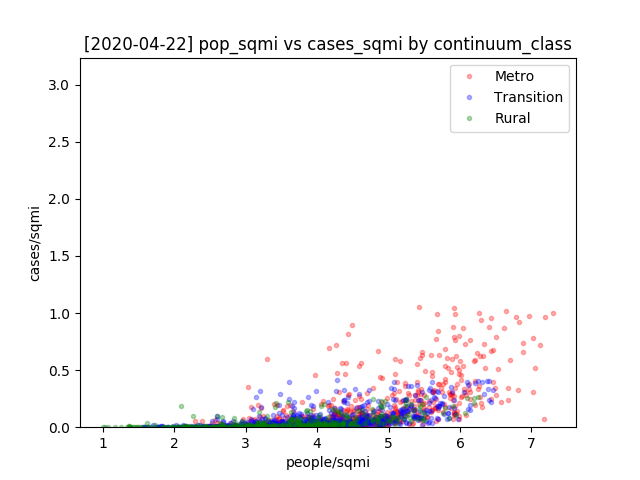 [2020-04-22] pop_sqmi vs cases_sqmi by continuum_class
Metro
Transition
Rural
3.0
2.5
2.0
1.5
1.0
0.5
0.0
cases/sqmi
1 2 3 4 5 6 7
people/sqmi